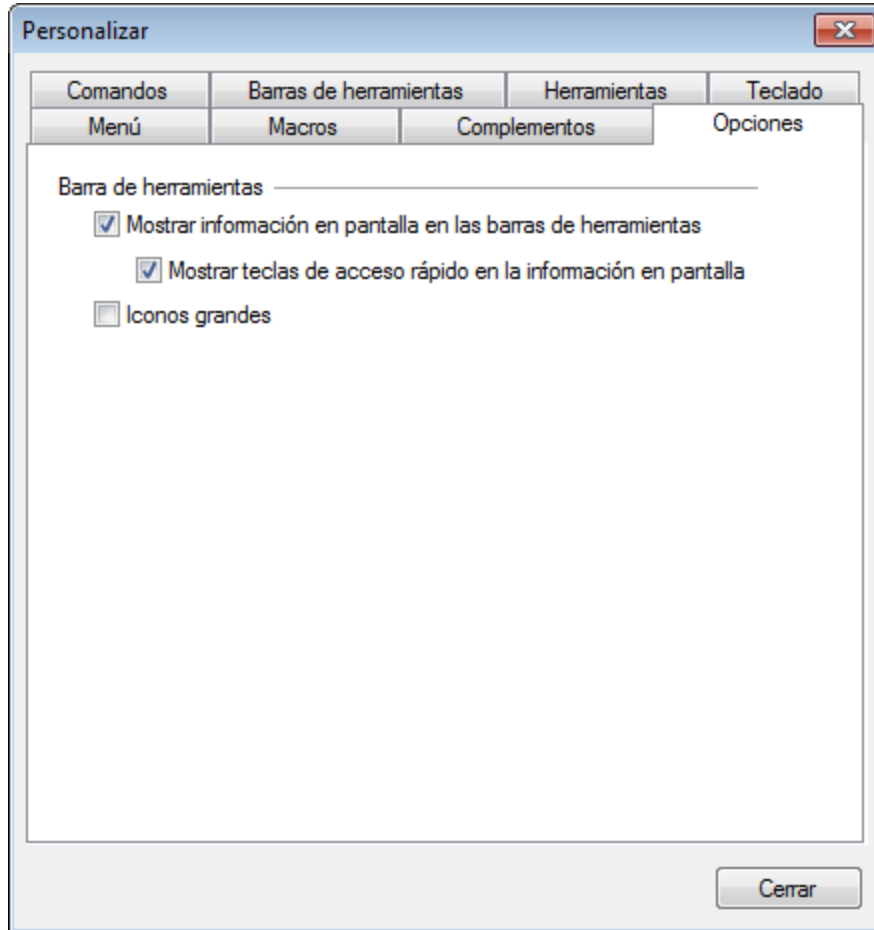 Personalizar
Comandos Barras de herramientas Herramientas Teclado
Menú Macros Complementos Opciones
Barra de herramientas
Mostrar información en pantalla en las barras de herramientas
Mostrar teclas de acceso rápido en la información en pantalla
Iconos grandes
Cerrar